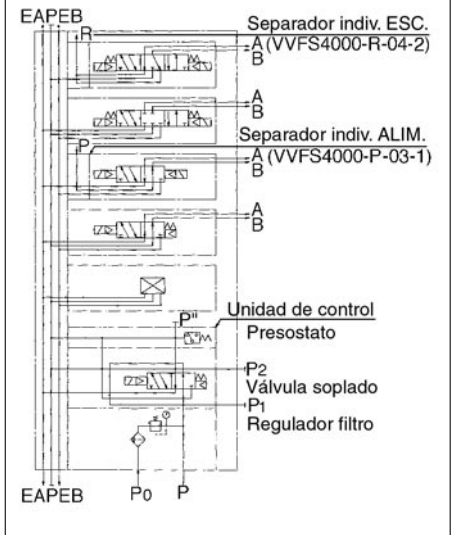 EAPEB
Separador indiv. ESC.
R
A (VVFS4000-R-04-2)
B
A
B
Separador indiv. ALIM.
P
A (VVFS4000-P-03-1)
B
A
B
P"
Unidad de control
Presostato
P2
Válvula soplado
P1
Regulador filtro
EAPEB
P0
P